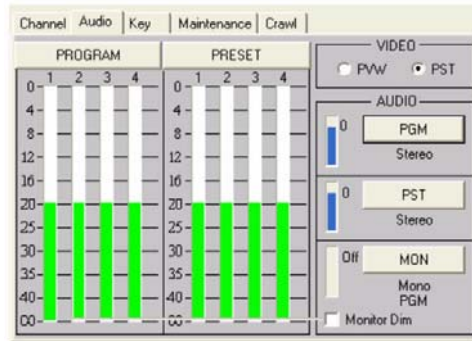 Channel Audio Key Maintenance Crawl
PROGRAM PRESET
1 2 3 4 1 2 3 4
0 0
4 4
8 8
12 12
16 16
20 20
25 25
30 30
35 35
40 40
∞ ∞
VIDEO
PVW PST
AUDIO
0 PGM
Stereo
0 PST
Stereo
Off MON
Mono
PGM
Monitor Dim